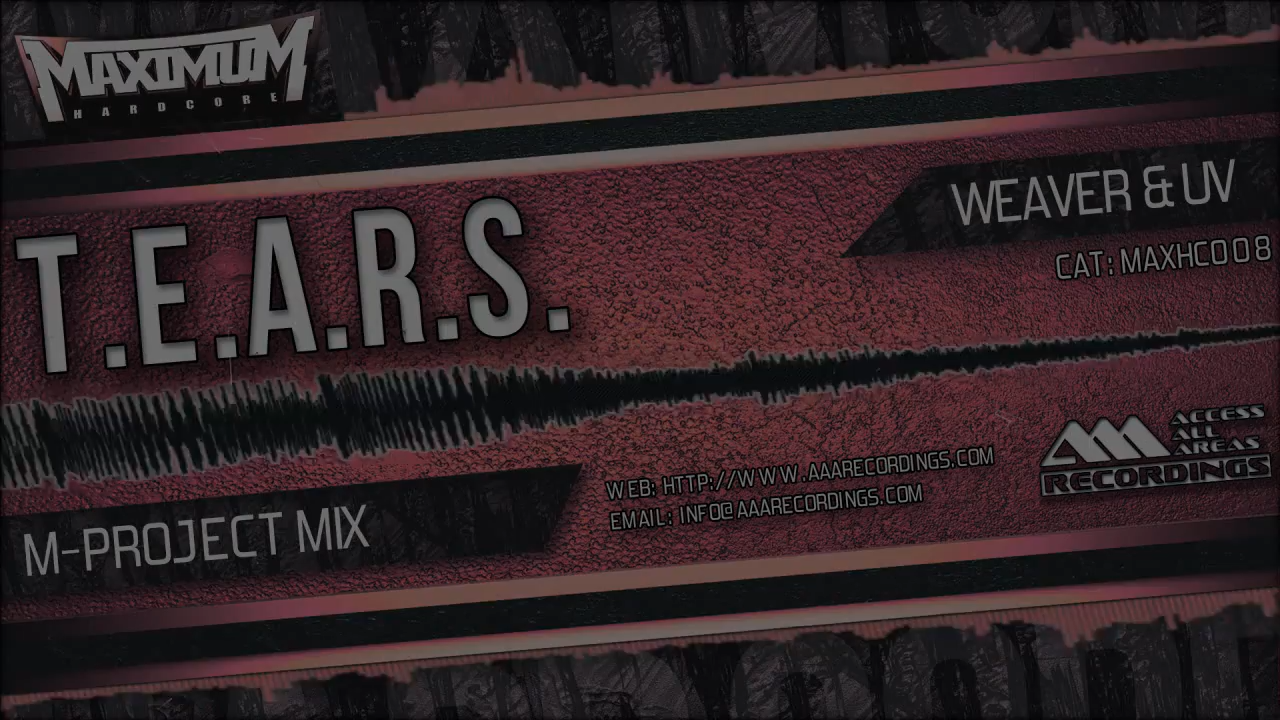 MAXIMUM
HARDCORE
WEAVER & UV
CAT: MAXHC008
T.E.A.R.S.
ACCESS
ALL
AREAS
RECORDINGS
WEB: HTTP://WWW.AAARECORDINGS.COM
EMAIL: INFO@AAARECORDINGS.COM
M-PROJECT MIX